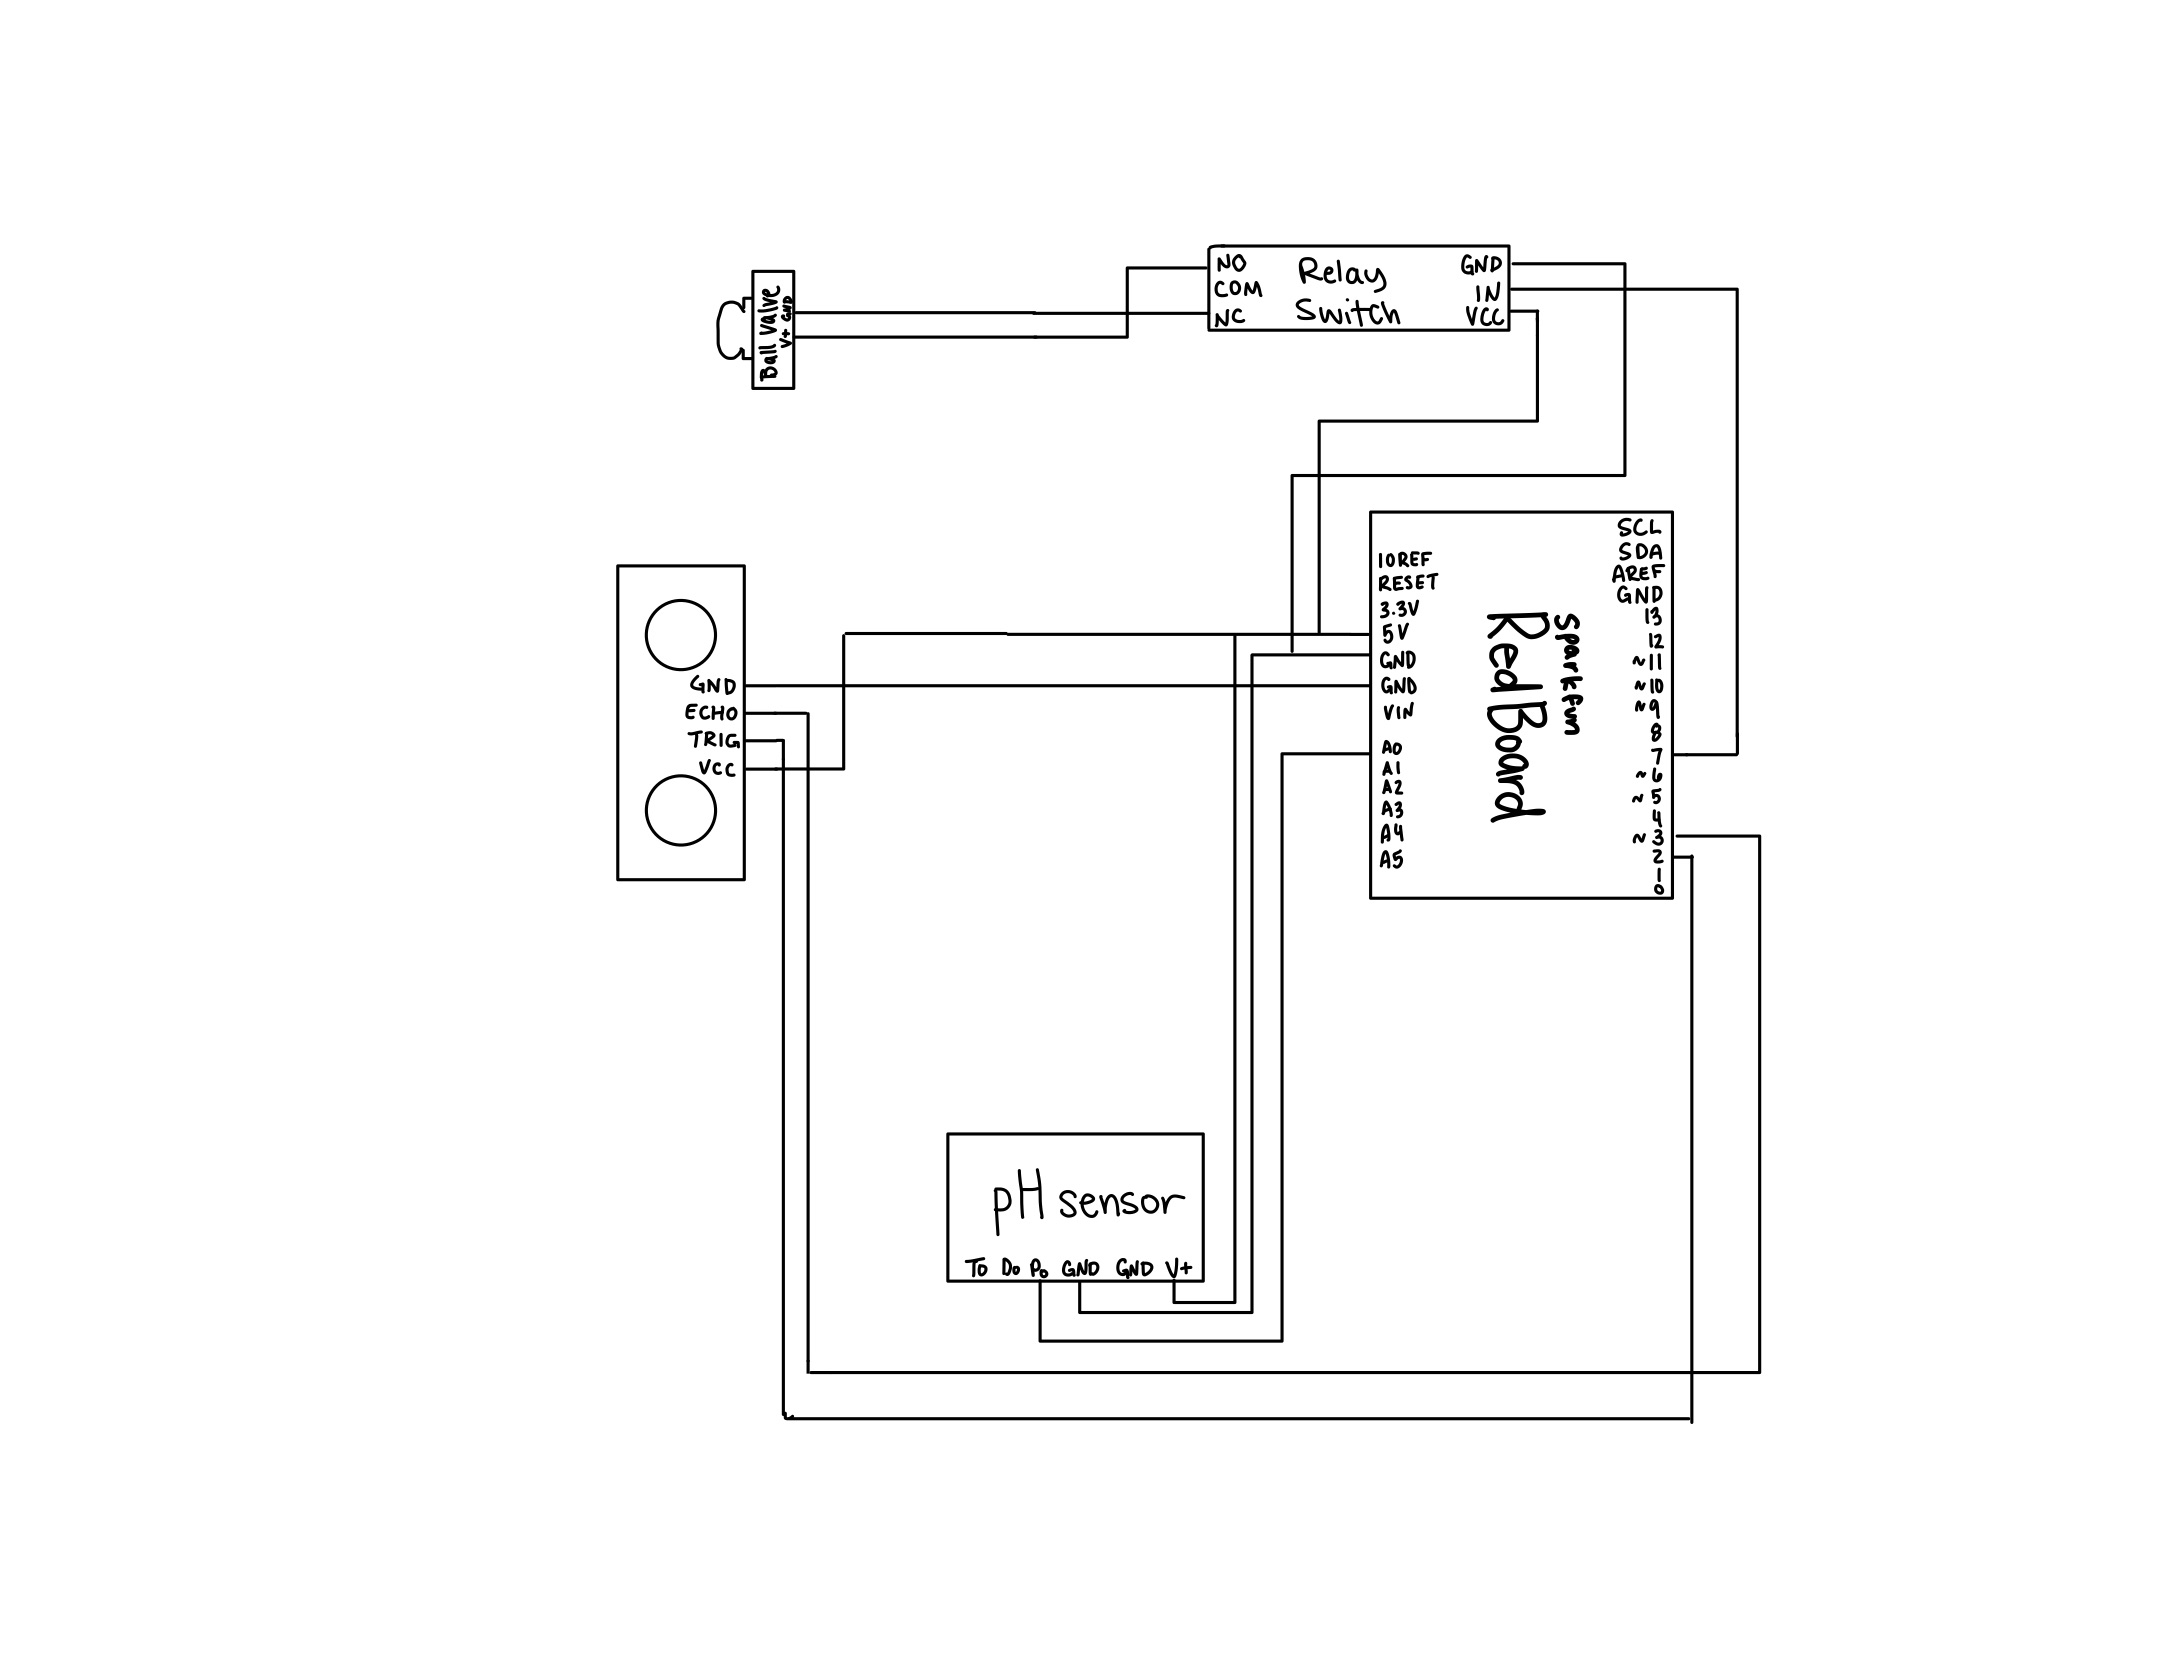 NO
COM
NC
Relay
Switch
GND
IN
VCC
Ball Valve
V+ GND
IOREF
RESET
3.3V
5V
GND
GND
VIN
A0
A1
A2
A3
A4
A5
Sparkfun
RedBoard
SCL
SDA
AREF
GND
13
12
~11
~10
~9
8
7
~6
~5
4
~3
2
1
0
GND
ECHO
TRIG
Vcc
pH sensor
To Do Po GND GND V+